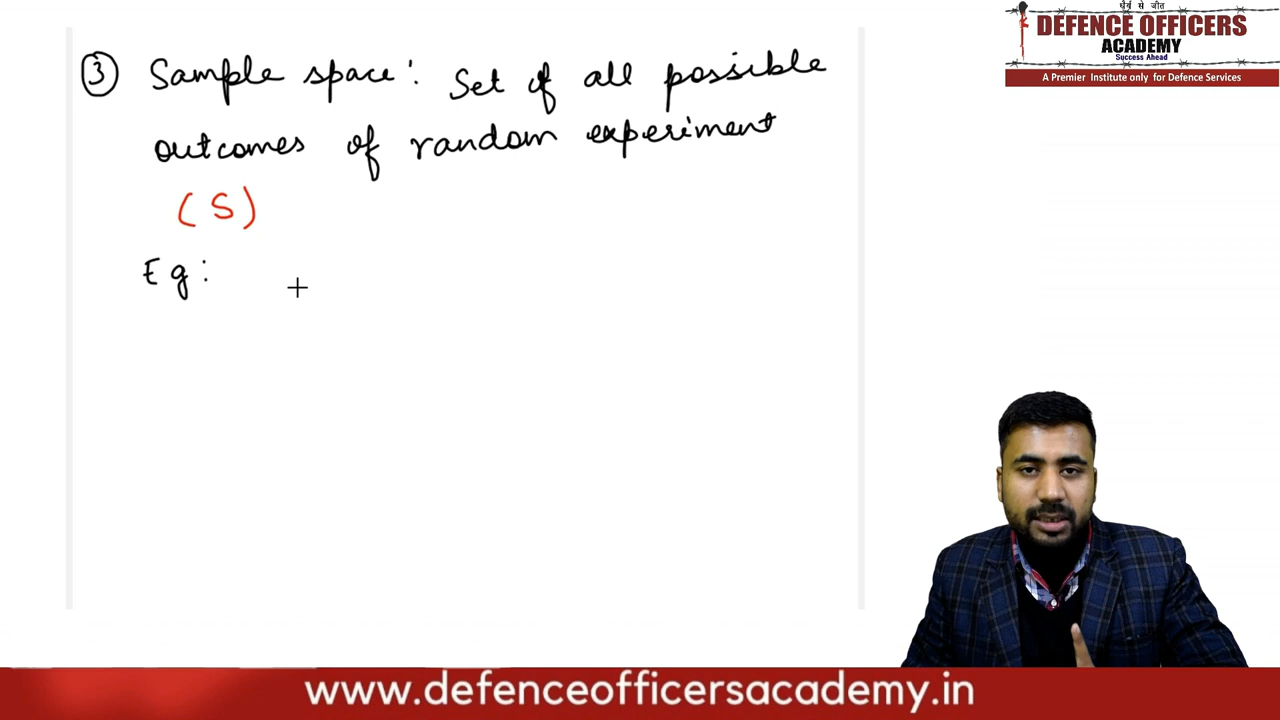 ③ Sample space: Set of all possible
outcomes of random experiment
(S)
Eg:
धैर्य से जीत
DEFENCE OFFICERS
ACADEMY
Success Ahead
A Premier Institute only for Defence Services
www.defenceofficersacademy.in